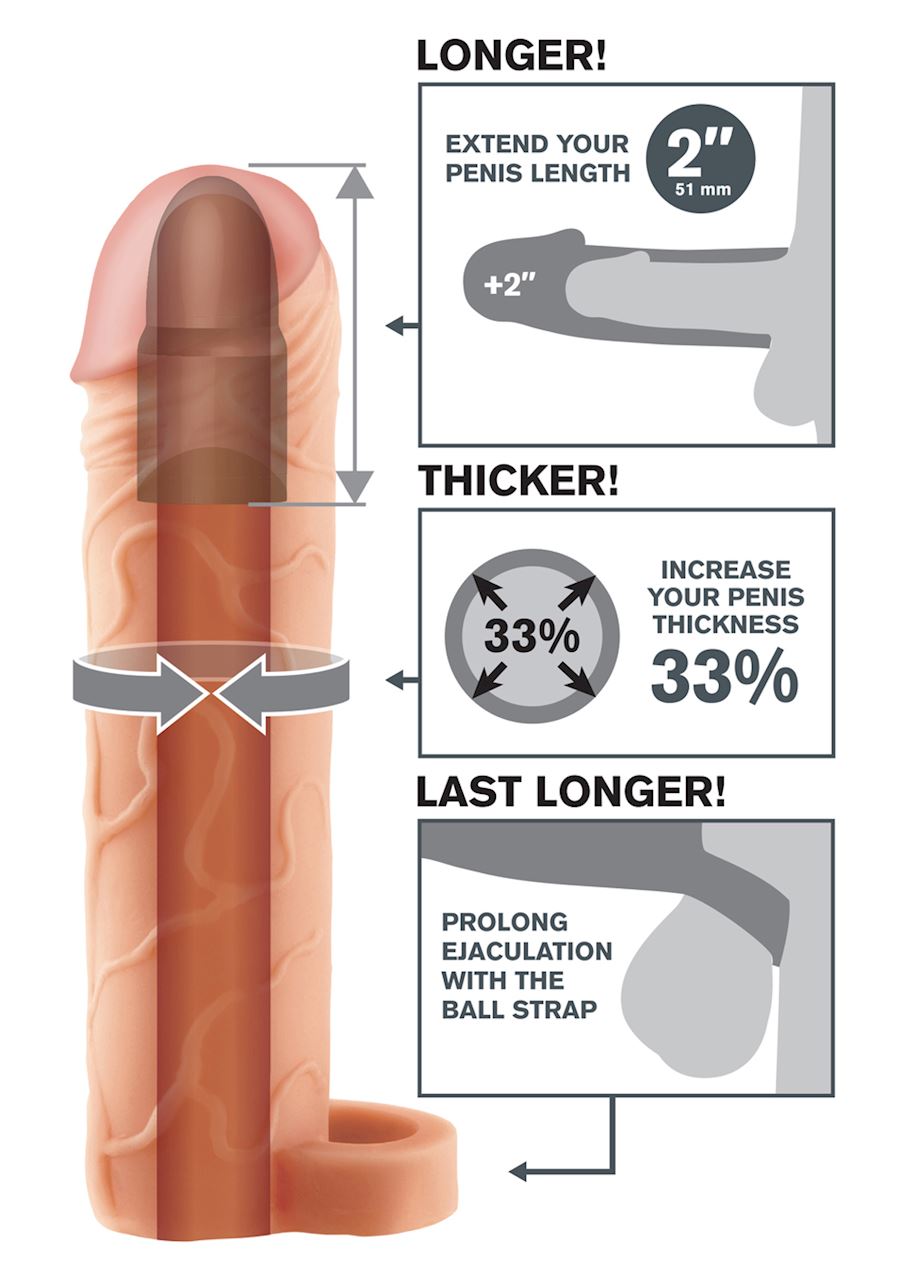 LONGER!
EXTEND YOUR
PENIS LENGTH
2"
51 mm
+2"
THICKER!
33%
INCREASE
YOUR PENIS
THICKNESS
33%
LAST LONGER!
PROLONG
EJACULATION
WITH THE
BALL STRAP